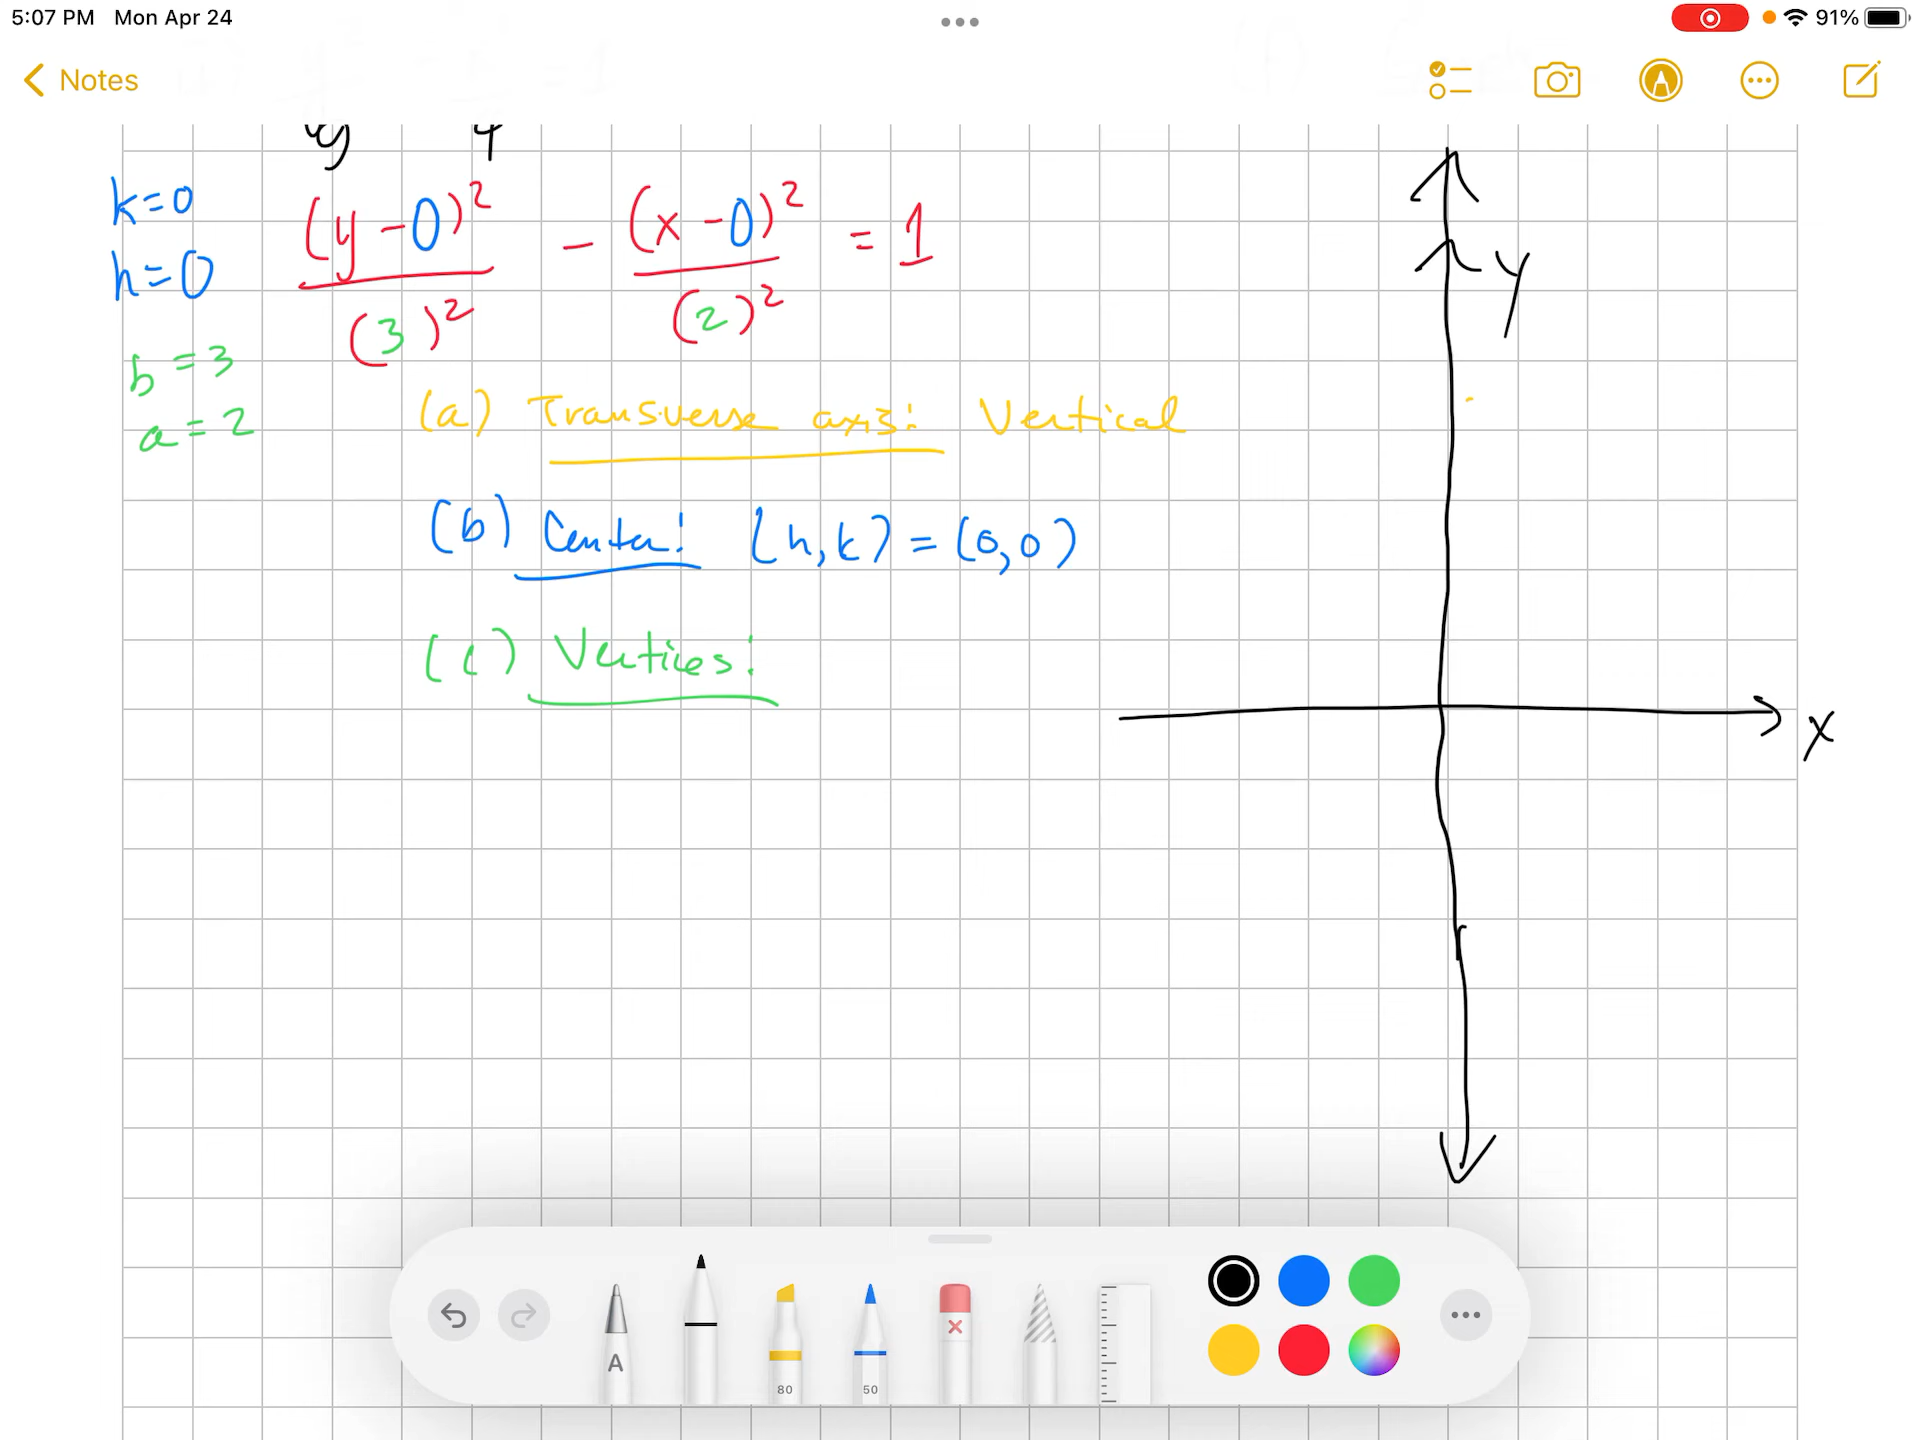 5:07 PM Mon Apr 24
91%
Notes
k=0
h=0
(y-0)² / (3)² - (x-0)² / (2)² = 1
b=3
a=2
(a) Transverse axis: Vertical
(b) Center: (h,k) = (0,0)
(c) Vertices:
y
x
A
80
50